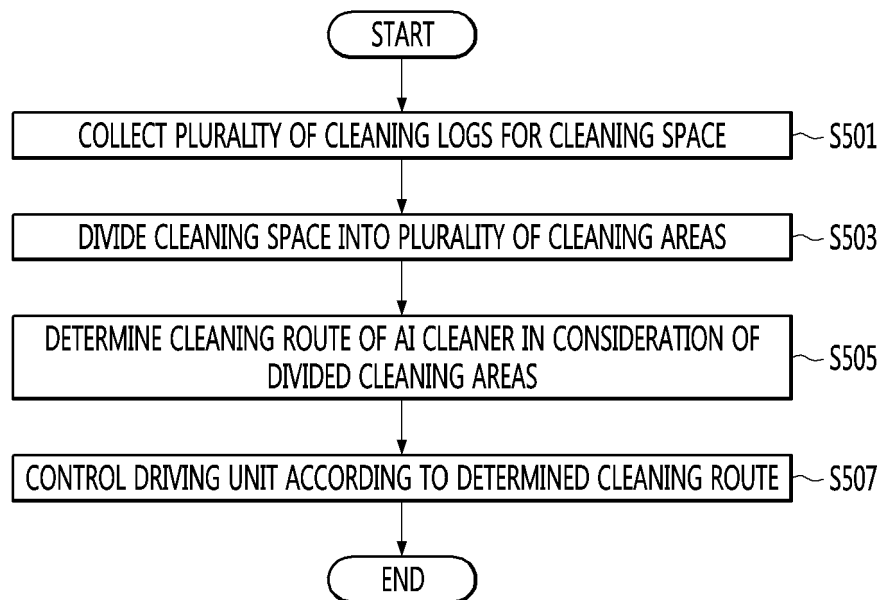 START
COLLECT PLURALITY OF CLEANING LOGS FOR CLEANING SPACE
S501
DIVIDE CLEANING SPACE INTO PLURALITY OF CLEANING AREAS
S503
DETERMINE CLEANING ROUTE OF AI CLEANER IN CONSIDERATION OF
DIVIDED CLEANING AREAS
S505
CONTROL DRIVING UNIT ACCORDING TO DETERMINED CLEANING ROUTE
S507
END